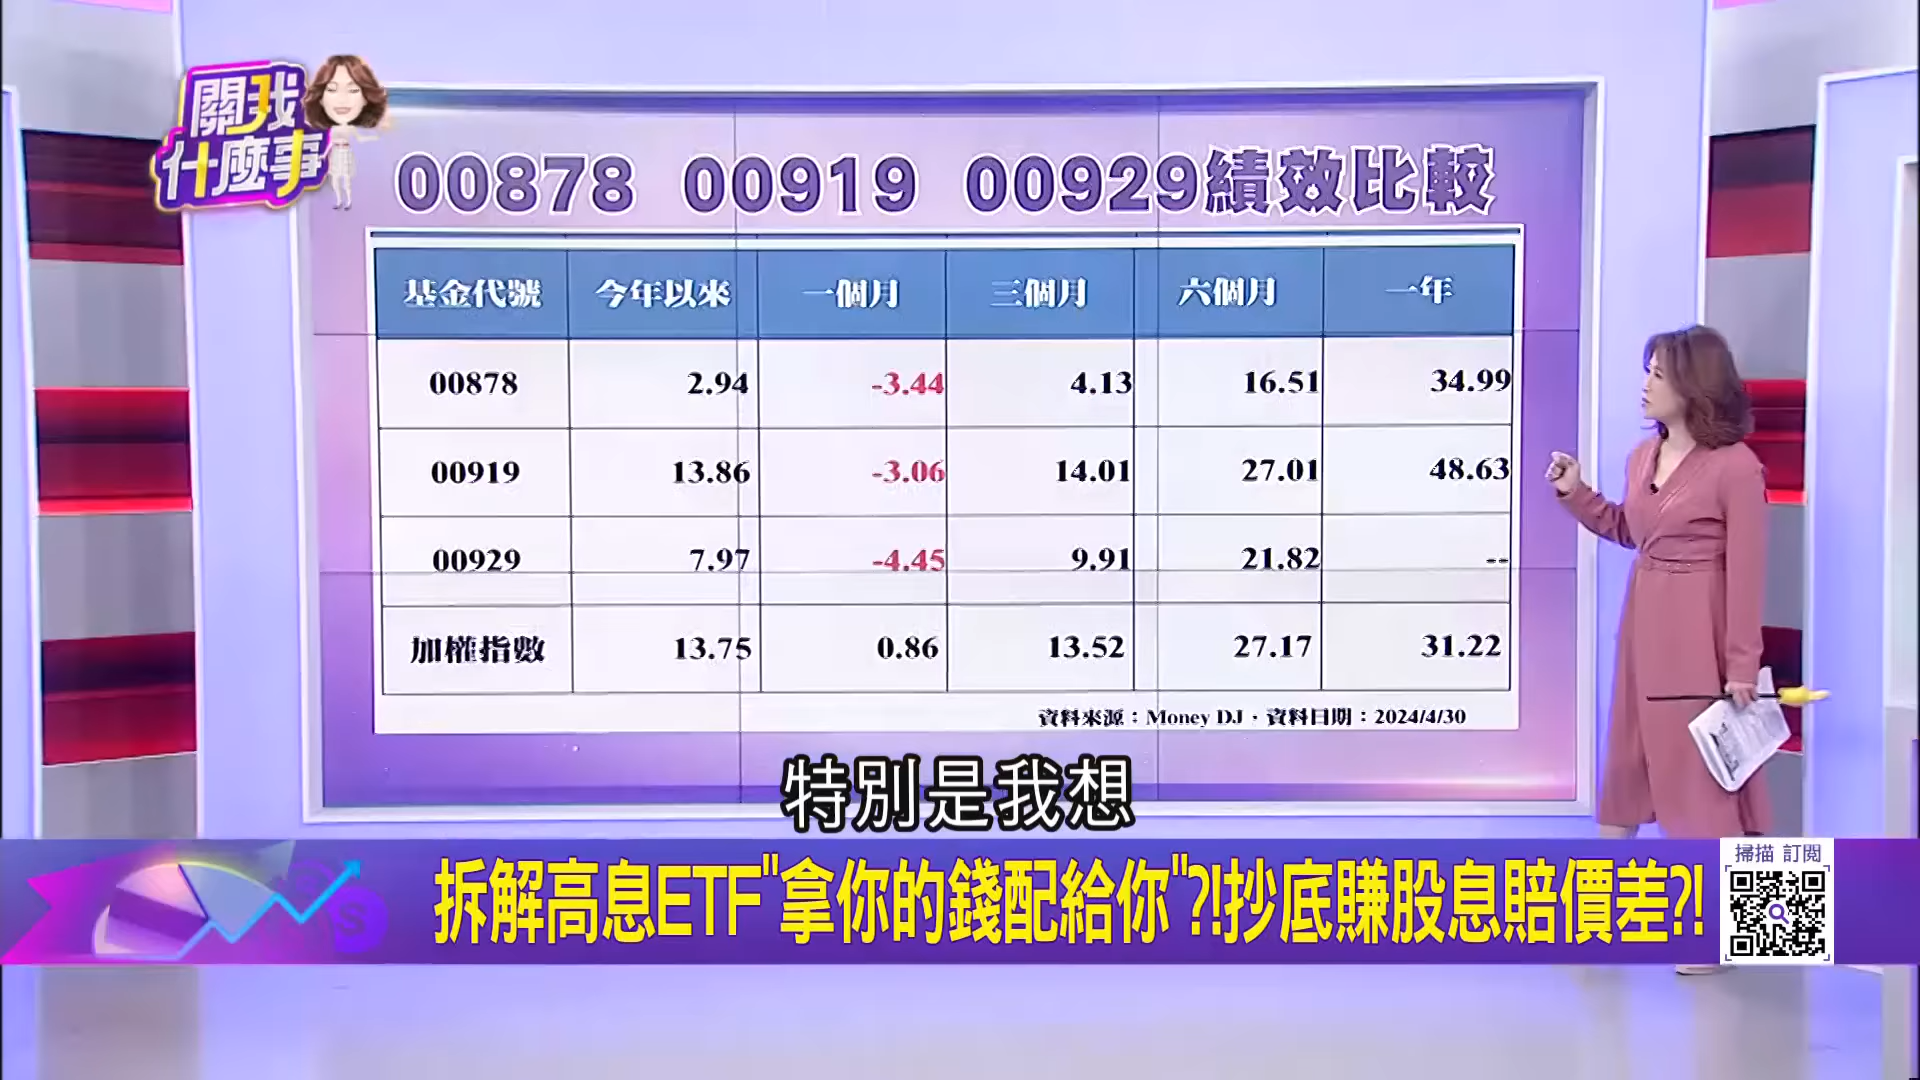 關我
什麼事
00878 00919 00929績效比較
基金代號 今年以來 一個月 三個月 六個月 一年
00878 2.94 -3.44 4.13 16.51 34.99
00919 13.86 -3.06 14.01 27.01 48.63
00929 7.97 -4.45 9.91 21.82 --
加權指數 13.75 0.86 13.52 27.17 31.22
資料來源：Money DJ，資料日期：2024/4/30
特別是我想
掃描 訂閱
拆解高息ETF"拿你的錢配給你"?!抄底賺股息賠價差?!
$